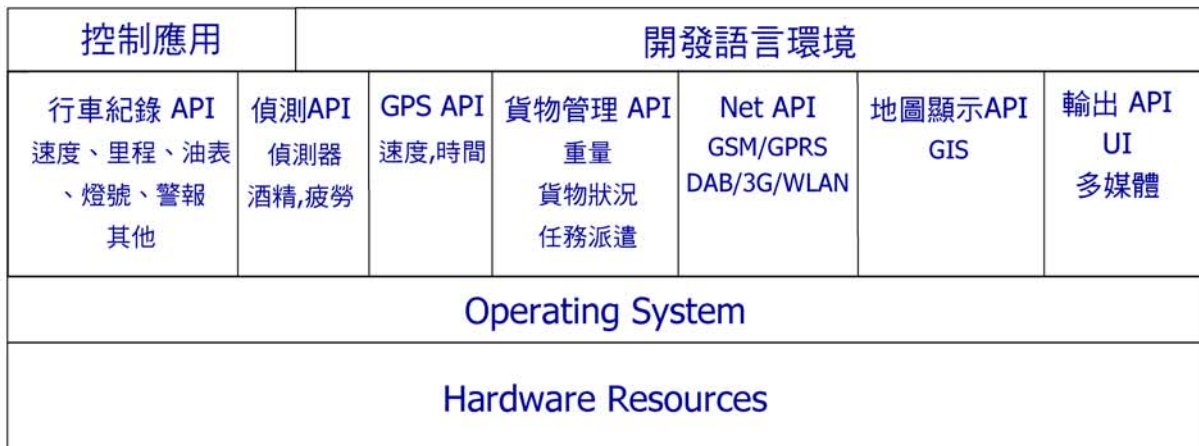 控制應用
開發語言環境
行車紀錄 API
速度、里程、油表
、燈號、警報
其他
偵測API
偵測器
酒精,疲勞
GPS API
速度,時間
貨物管理 API
重量
貨物狀況
任務派遣
Net API
GSM/GPRS
DAB/3G/WLAN
地圖顯示API
GIS
輸出 API
UI
多媒體
Operating System
Hardware Resources